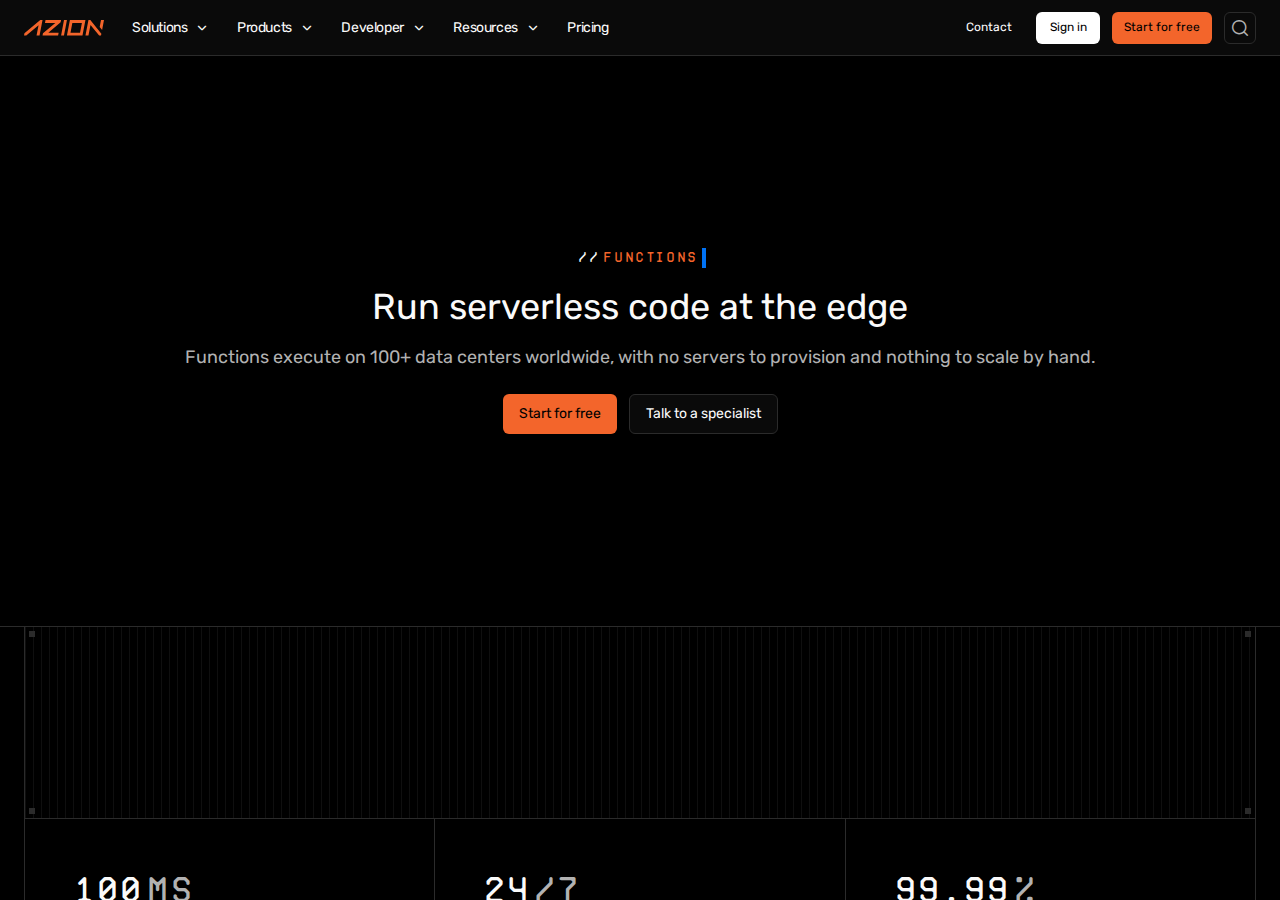 AZION
Solutions
Products
Developer
Resources
Pricing
Contact
Sign in
Start for free
// FUNCTIONS
Run serverless code at the edge
Functions execute on 100+ data centers worldwide, with no servers to provision and nothing to scale by hand.
Start for free
Talk to a specialist
100MS
24/7
99.99%